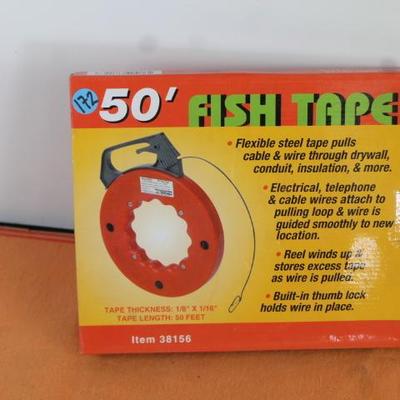 172
50' FISH TAPE
• Flexible steel tape pulls
cable & wire through drywall,
conduit, insulation, & more.
• Electrical, telephone
& cable wires attach to
pulling loop & wire is
guided smoothly to new
location.
• Reel winds up &
stores excess tape
as wire is pulled.
• Built-in thumb lock
holds wire in place.
TAPE THICKNESS: 1/8" X 1/16"
TAPE LENGTH: 50 FEET
Item 38156